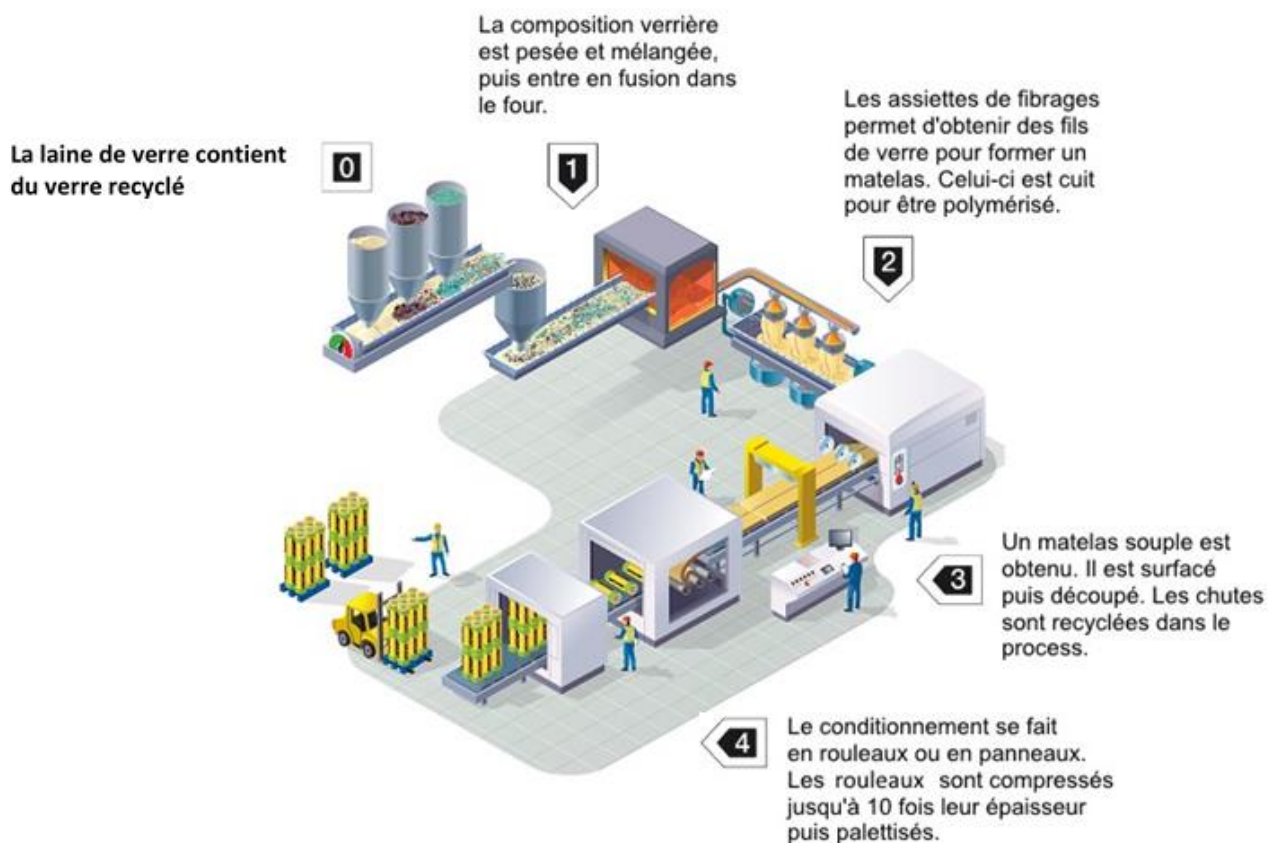 La composition verrière
est pesée et mélangée,
puis entre en fusion dans
le four.
Les assiettes de fibrages
permet d'obtenir des fils
de verre pour former un
matelas. Celui-ci est cuit
pour être polymérisé.
La laine de verre contient
du verre recyclé
0
1
2
Un matelas souple est
obtenu. Il est surfacé
puis découpé. Les chutes
sont recyclées dans le
process.
3
4
Le conditionnement se fait
en rouleaux ou en panneaux.
Les rouleaux sont compressés
jusqu'à 10 fois leur épaisseur
puis palettisés.